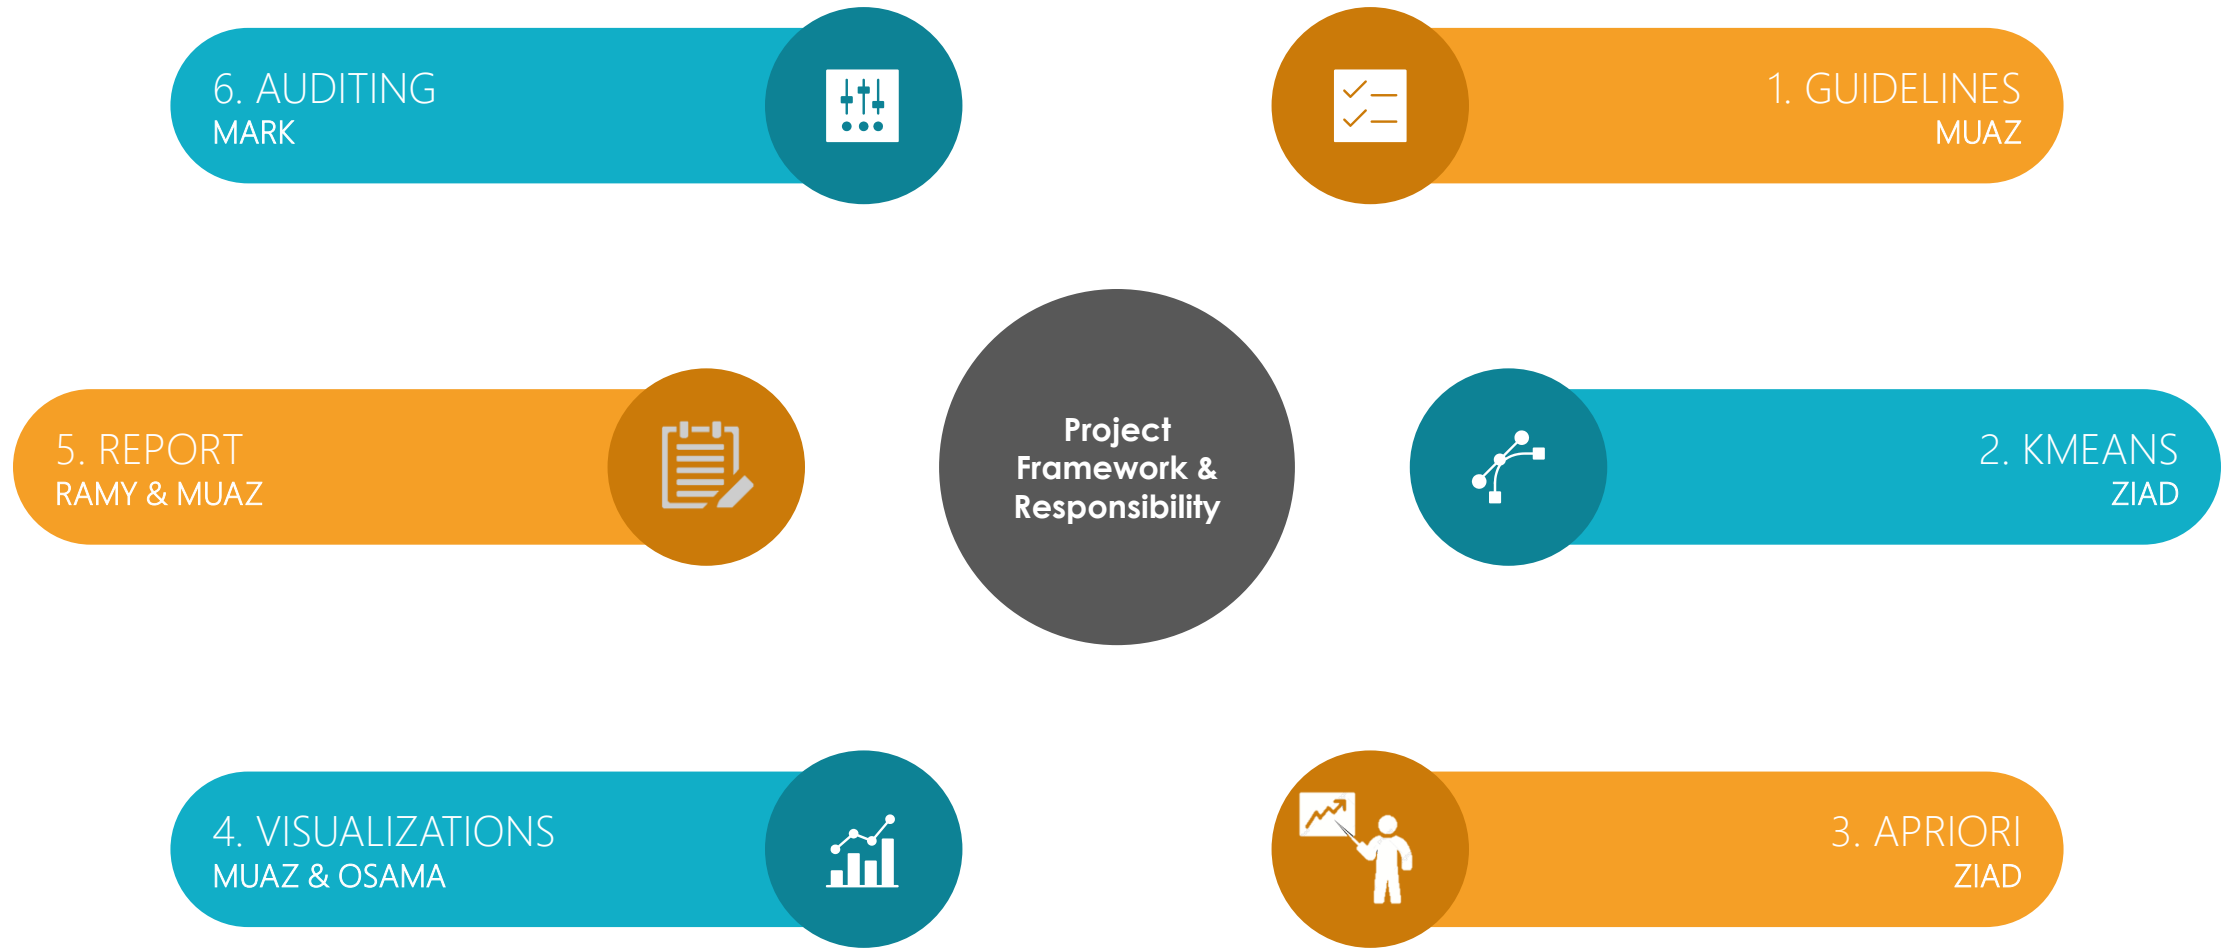 6. AUDITING
MARK
1. GUIDELINES
MUAZ
Project
Framework &
Responsibility
5. REPORT
RAMY & MUAZ
2. KMEANS
ZIAD
4. VISUALIZATIONS
MUAZ & OSAMA
3. APRIORI
ZIAD